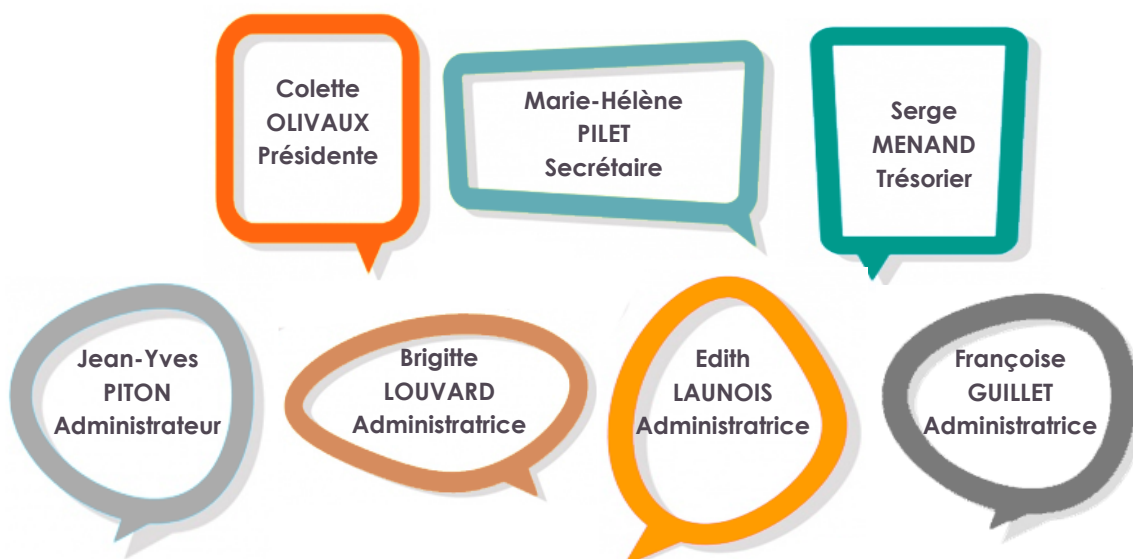 Colette
OLIVAUX
Présidente
Marie-Hélène
PILET
Secrétaire
Serge
MENAND
Trésorier
Jean-Yves
PITON
Administrateur
Brigitte
LOUVARD
Administratrice
Edith
LAUNOIS
Administratrice
Françoise
GUILLET
Administratrice